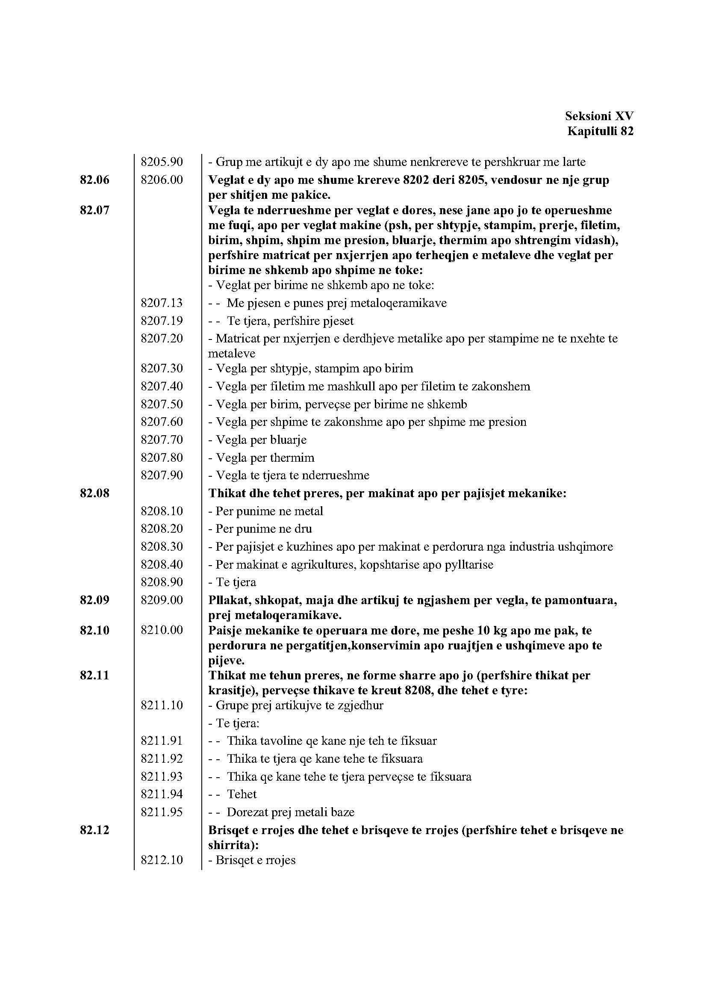 Seksioni XV
Kapitulli 82
8205.90 - Grup me artikujt e dy apo me shume nenkrereve te pershkruar me larte
82.06 8206.00 Veglat e dy apo me shume krereve 8202 deri 8205, vendosur ne nje grup
per shitjen me pakice.
82.07 Vegla te nderrueshme per veglat e dores, nese jane apo jo te operueshme
me fuqi, apo per veglat makine (psh, per shtypje, stampim, prerje, filetim,
birim, shpim, shpim me presion, bluarje, thermim apo shtrengim vidash),
perfshire matricat per nxjerrjen apo terheqjen e metaleve dhe veglat per
birime ne shkemb apo shpime ne toke:
- Veglat per birime ne shkemb apo ne toke:
8207.13 - - Me pjesen e punes prej metaloqeramikave
8207.19 - - Te tjera, perfshire pjeset
8207.20 - Matricat per nxjerrjen e derdhjeve metalike apo per stampime ne te nxehte te
metaleve
8207.30 - Vegla per shtypje, stampim apo birim
8207.40 - Vegla per filetim me mashkull apo per filetim te zakonshem
8207.50 - Vegla per birim, perveçse per birime ne shkemb
8207.60 - Vegla per shpime te zakonshme apo per shpime me presion
8207.70 - Vegla per bluarje
8207.80 - Vegla per thermim
8207.90 - Vegla te tjera te nderrueshme
82.08 Thikat dhe tehet preres, per makinat apo per pajisjet mekanike:
8208.10 - Per punime ne metal
8208.20 - Per punime ne dru
8208.30 - Per pajisjet e kuzhines apo per makinat e perdorura nga industria ushqimore
8208.40 - Per makinat e agrikultures, kopshtarise apo pylltarise
8208.90 - Te tjera
82.09 8209.00 Pllakat, shkopat, maja dhe artikuj te ngjashem per vegla, te pamontuara,
prej metaloqeramikave.
82.10 8210.00 Paisje mekanike te operuara me dore, me peshe 10 kg apo me pak, te
perdorura ne pergatitjen,konservimin apo ruajtjen e ushqimeve apo te
pijeve.
82.11 Thikat me tehun preres, ne forme sharre apo jo (perfshire thikat per
krasitje), perveçse thikave te kreut 8208, dhe tehet e tyre:
8211.10 - Grupe prej artikujve te zgjedhur
- Te tjera:
8211.91 - - Thika tavoline qe kane nje teh te fiksuar
8211.92 - - Thika te tjera qe kane tehe te fiksuara
8211.93 - - Thika qe kane tehe te tjera perveçse te fiksuara
8211.94 - - Tehet
8211.95 - - Dorezat prej metali baze
82.12 Brisqet e rrojes dhe tehet e brisqeve te rrojes (perfshire tehet e brisqeve ne
shirrita):
8212.10 - Brisqet e rrojes